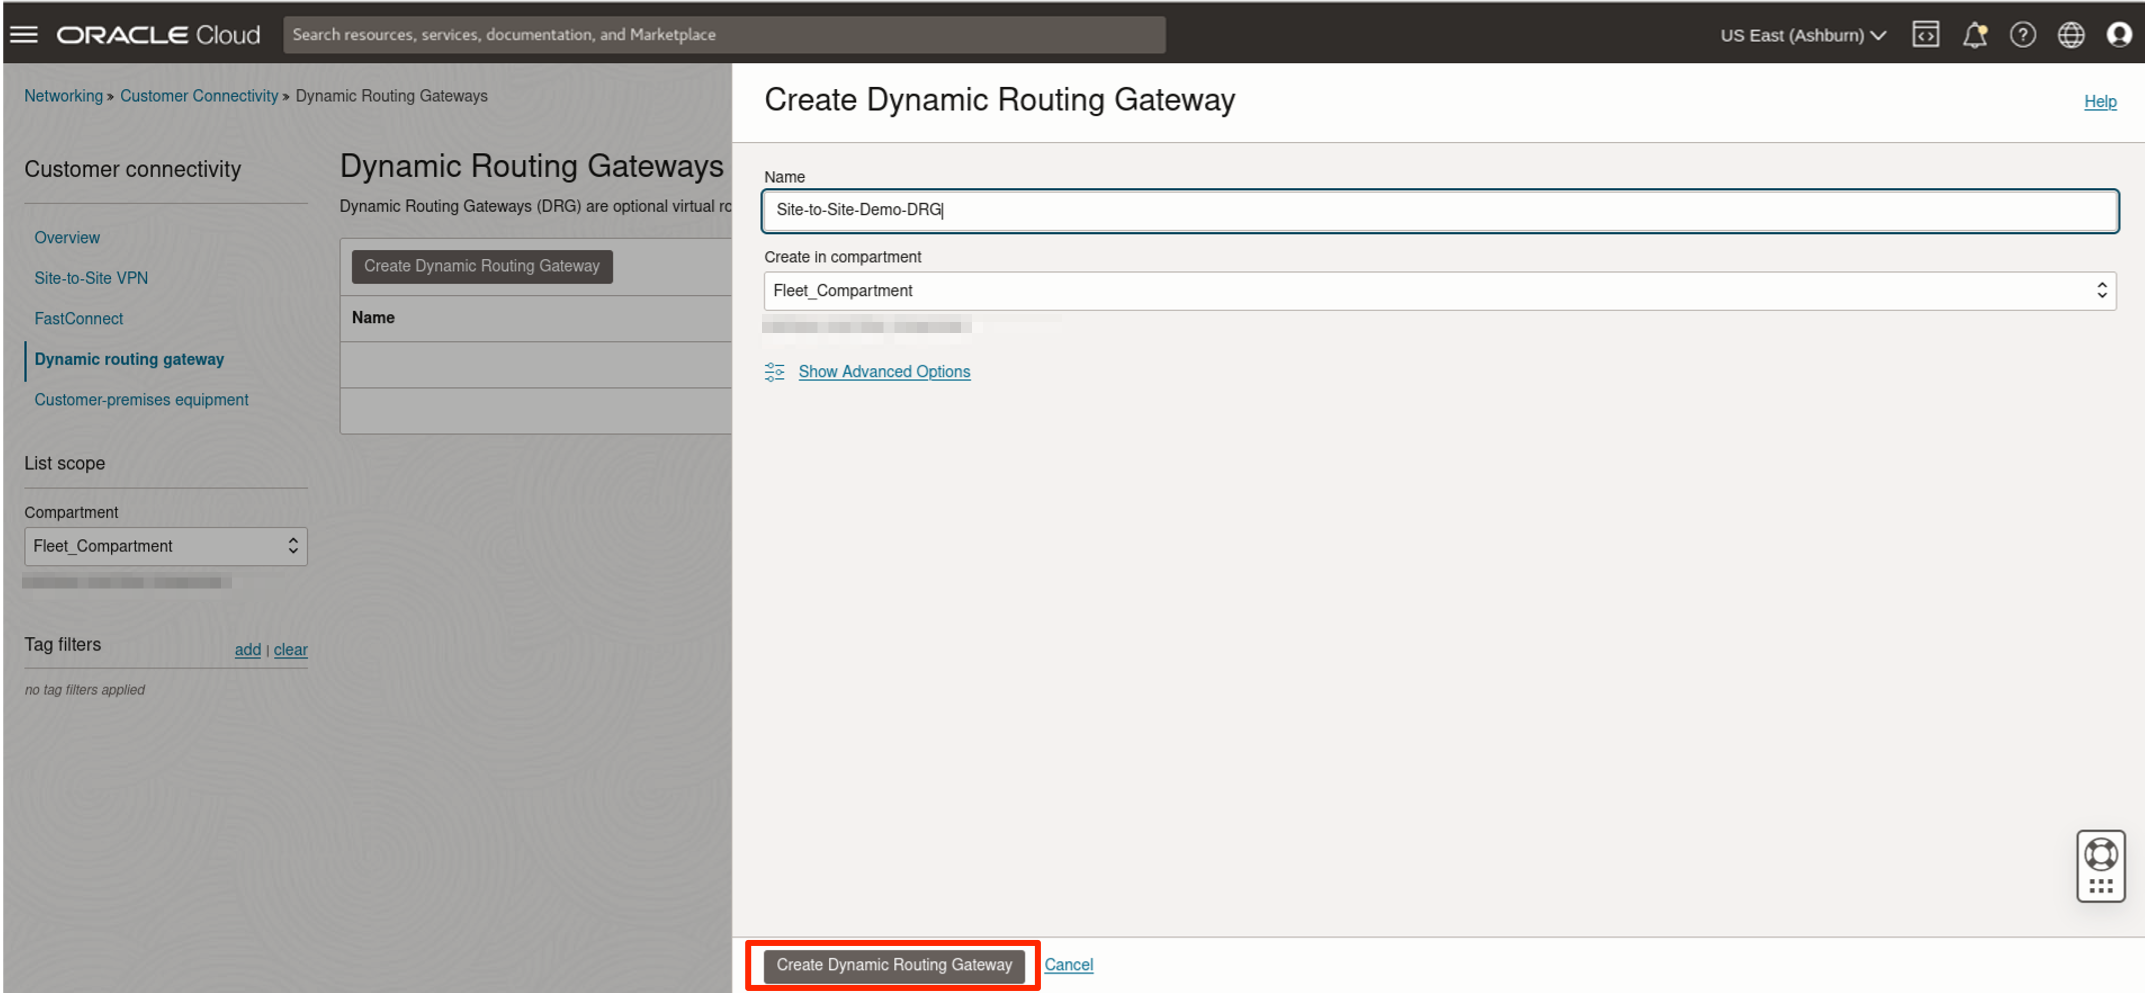 ORACLE Cloud
Search resources, services, documentation, and Marketplace
US East (Ashburn)
Networking » Customer Connectivity » Dynamic Routing Gateways
Customer connectivity
Overview
Site-to-Site VPN
FastConnect
Dynamic routing gateway
Customer-premises equipment
List scope
Compartment
Fleet_Compartment
Tag filters
add | clear
no tag filters applied
Dynamic Routing Gateways
Dynamic Routing Gateways (DRG) are optional virtual ro
Create Dynamic Routing Gateway
Name
Create Dynamic Routing Gateway
Help
Name
Site-to-Site-Demo-DRG
Create in compartment
Fleet_Compartment
Show Advanced Options
Create Dynamic Routing Gateway
Cancel